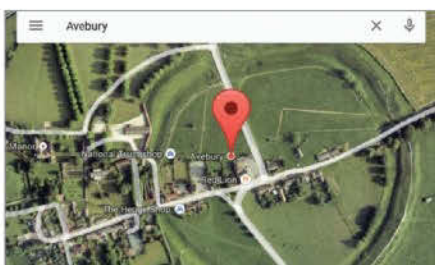 Avebury
Manor
National Trust shop
Avebury
Red Lion
The Henge Shop